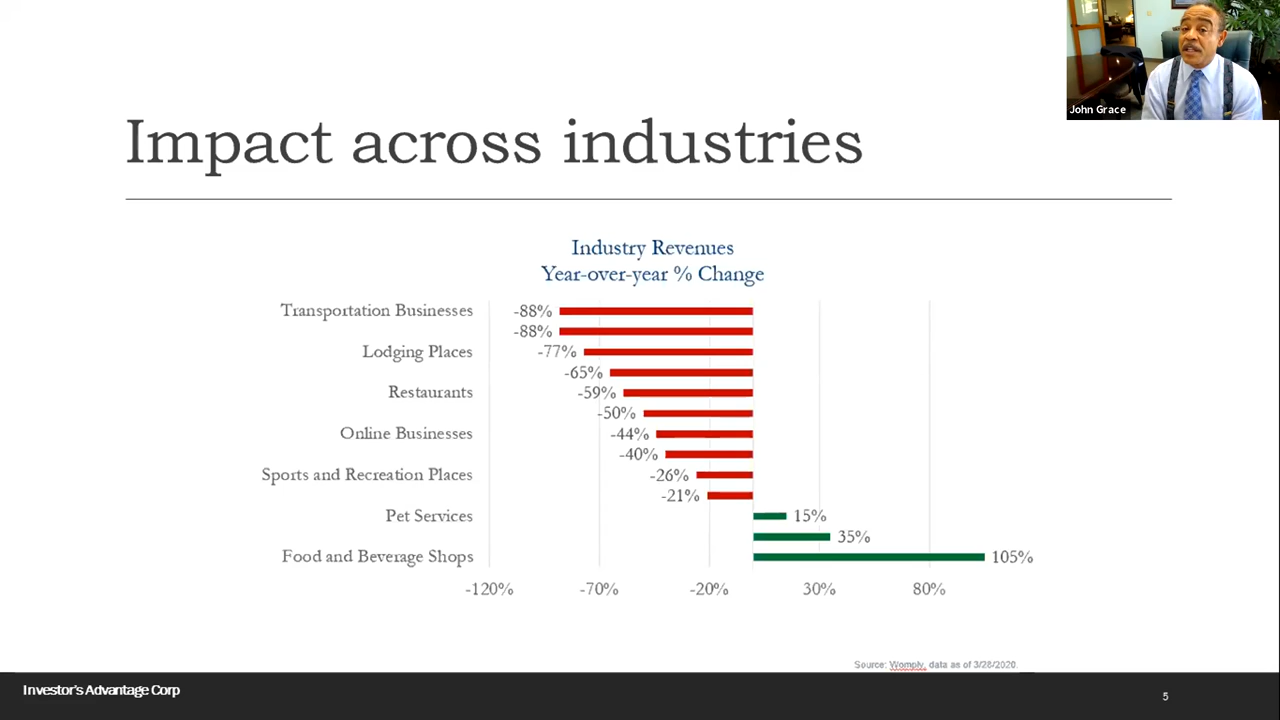 John Grace
Impact across industries
Industry Revenues
Year-over-year % Change
Transportation Businesses -88%
-88%
Lodging Places -77%
-65%
Restaurants -59%
-50%
Online Businesses -44%
-40%
Sports and Recreation Places -26%
-21%
Pet Services 15%
35%
Food and Beverage Shops 105%
-120% -70% -20% 30% 80%
Source: Womply, data as of 3/28/2020.
Investor's Advantage Corp
5